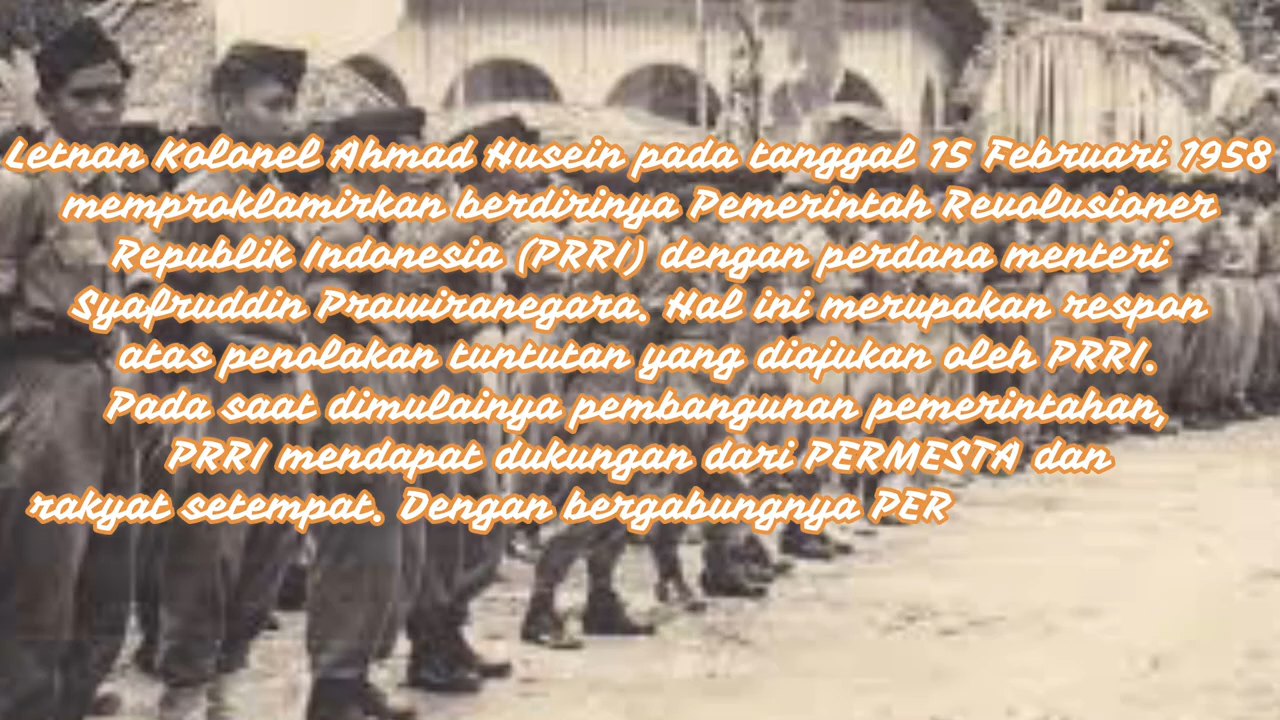 Letnan Kolonel Ahmad Husein pada tanggal 15 Februari 1958
memproklamirkan berdirinya Pemerintah Revolusioner
Republik Indonesia (PRRI) dengan perdana menteri
Syafruddin Prawiranegara. Hal ini merupakan respon
atas penolakan tuntutan yang diajukan oleh PRRI.
Pada saat dimulainya pembangunan pemerintahan,
PRRI mendapat dukungan dari PERMESTA dan
rakyat setempat. Dengan bergabungnya PER